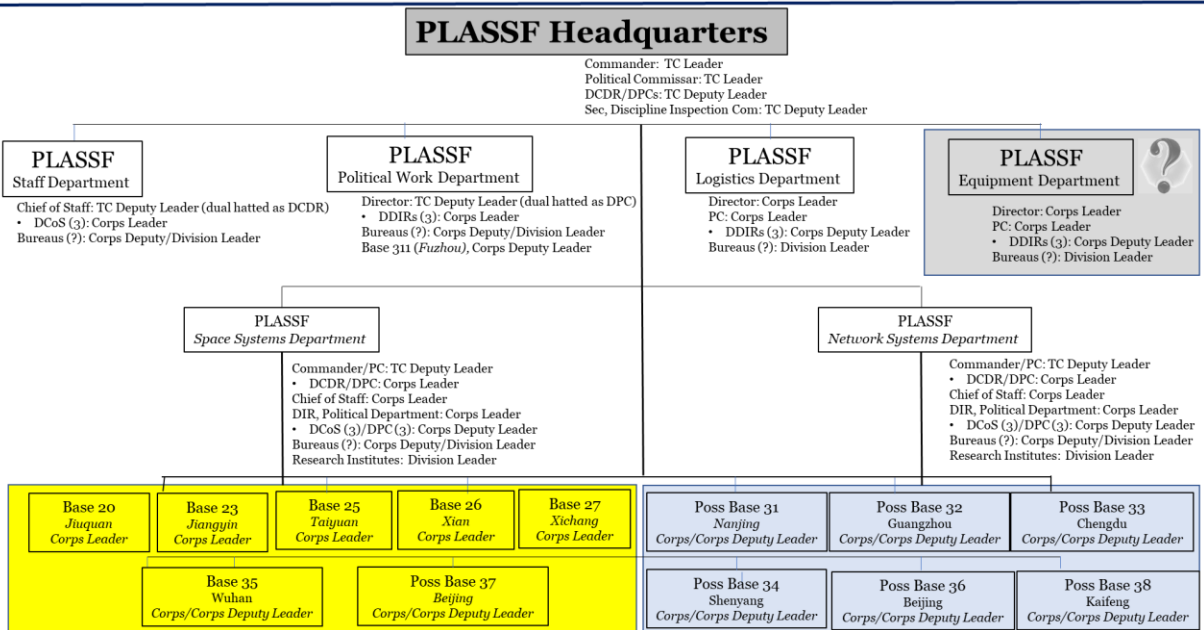 PLASSF Headquarters
Commander: TC Leader
Political Commissar: TC Leader
DCDR/DPCs: TC Deputy Leader
Sec, Discipline Inspection Com: TC Deputy Leader
PLASSF
Staff Department
Chief of Staff: TC Deputy Leader (dual hatted as DCDR)
• DCoS (3): Corps Leader
Bureaus (?): Corps Deputy/Division Leader
PLASSF
Political Work Department
Director: TC Deputy Leader (dual hatted as DPC)
• DDIRs (3): Corps Leader
Bureaus (?): Corps Deputy/Division Leader
Base 311 (Fuzhou), Corps Deputy Leader
PLASSF
Logistics Department
Director: Corps Leader
PC: Corps Leader
• DDIRs (3): Corps Deputy Leader
Bureaus (?): Division Leader
PLASSF
Equipment Department
?
Director: Corps Leader
PC: Corps Leader
• DDIRs (3): Corps Deputy Leader
Bureaus (?): Division Leader
PLASSF
Space Systems Department
Commander/PC: TC Deputy Leader
• DCDR/DPC: Corps Leader
Chief of Staff: Corps Leader
DIR, Political Department: Corps Leader
• DCoS (3)/DPC (3): Corps Deputy Leader
Bureaus (?): Corps Deputy/Division Leader
Research Institutes: Division Leader
PLASSF
Network Systems Department
Commander/PC: TC Deputy Leader
• DCDR/DPC: Corps Leader
Chief of Staff: Corps Leader
DIR, Political Department: Corps Leader
• DCoS (3)/DPC (3): Corps Deputy Leader
Bureaus (?): Corps Deputy/Division Leader
Research Institutes: Division Leader
Base 20
Jiuquan
Corps Leader
Base 23
Jiangyin
Corps Leader
Base 25
Taiyuan
Corps Leader
Base 26
Xian
Corps Leader
Base 27
Xichang
Corps Leader
Base 35
Wuhan
Corps/Corps Deputy Leader
Poss Base 37
Beijing
Corps/Corps Deputy Leader
Poss Base 31
Nanjing
Corps/Corps Deputy Leader
Poss Base 32
Guangzhou
Corps/Corps Deputy Leader
Poss Base 33
Chengdu
Corps/Corps Deputy Leader
Poss Base 34
Shenyang
Corps/Corps Deputy Leader
Poss Base 36
Beijing
Corps/Corps Deputy Leader
Poss Base 38
Kaifeng
Corps/Corps Deputy Leader